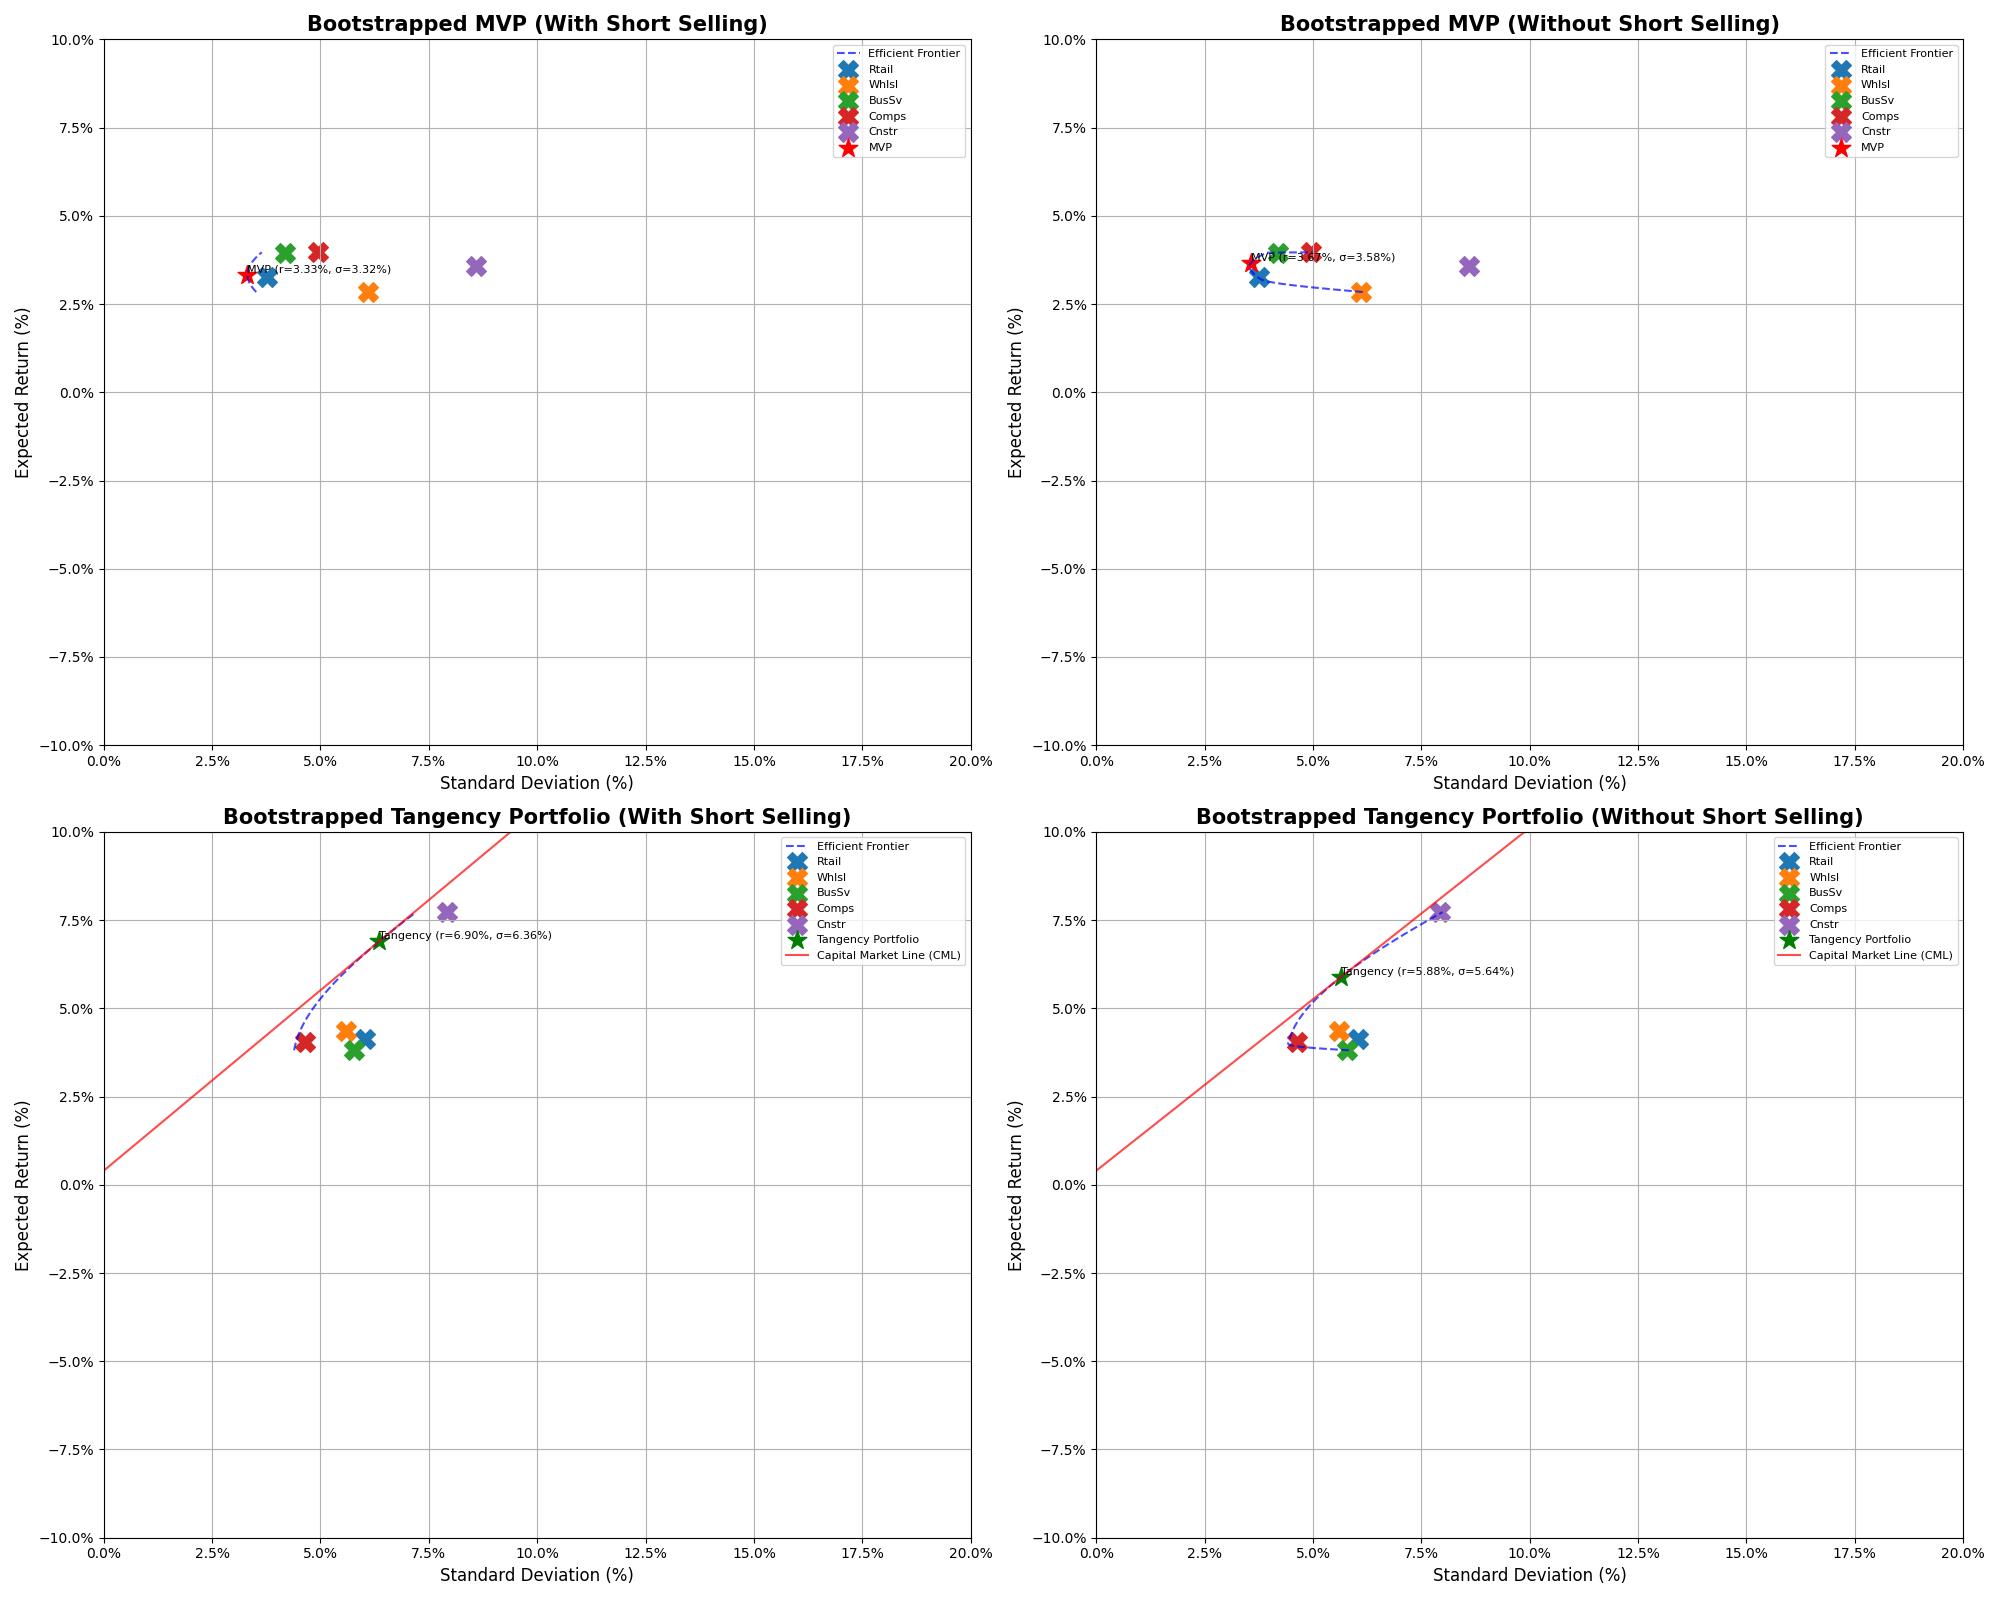 Bootstrapped MVP (With Short Selling)
10.0%
7.5%
5.0%
2.5%
0.0%
−2.5%
−5.0%
−7.5%
−10.0%
Expected Return (%)
Efficient Frontier
Rtail
Whlsl
BusSv
Comps
Cnstr
MVP
MVP (r=3.33%, σ=3.32%)
0.0%
2.5%
5.0%
7.5%
10.0%
12.5%
15.0%
17.5%
20.0%
Standard Deviation (%)
Bootstrapped MVP (Without Short Selling)
10.0%
7.5%
5.0%
2.5%
0.0%
−2.5%
−5.0%
−7.5%
−10.0%
Expected Return (%)
Efficient Frontier
Rtail
Whlsl
BusSv
Comps
Cnstr
MVP
MVP (r=3.67%, σ=3.58%)
0.0%
2.5%
5.0%
7.5%
10.0%
12.5%
15.0%
17.5%
20.0%
Standard Deviation (%)
Bootstrapped Tangency Portfolio (With Short Selling)
10.0%
7.5%
5.0%
2.5%
0.0%
−2.5%
−5.0%
−7.5%
−10.0%
Expected Return (%)
Efficient Frontier
Rtail
Whlsl
BusSv
Comps
Cnstr
Tangency Portfolio
Capital Market Line (CML)
Tangency (r=6.90%, σ=6.36%)
0.0%
2.5%
5.0%
7.5%
10.0%
12.5%
15.0%
17.5%
20.0%
Standard Deviation (%)
Bootstrapped Tangency Portfolio (Without Short Selling)
10.0%
7.5%
5.0%
2.5%
0.0%
−2.5%
−5.0%
−7.5%
−10.0%
Expected Return (%)
Efficient Frontier
Rtail
Whlsl
BusSv
Comps
Cnstr
Tangency Portfolio
Capital Market Line (CML)
Tangency (r=5.88%, σ=5.64%)
0.0%
2.5%
5.0%
7.5%
10.0%
12.5%
15.0%
17.5%
20.0%
Standard Deviation (%)